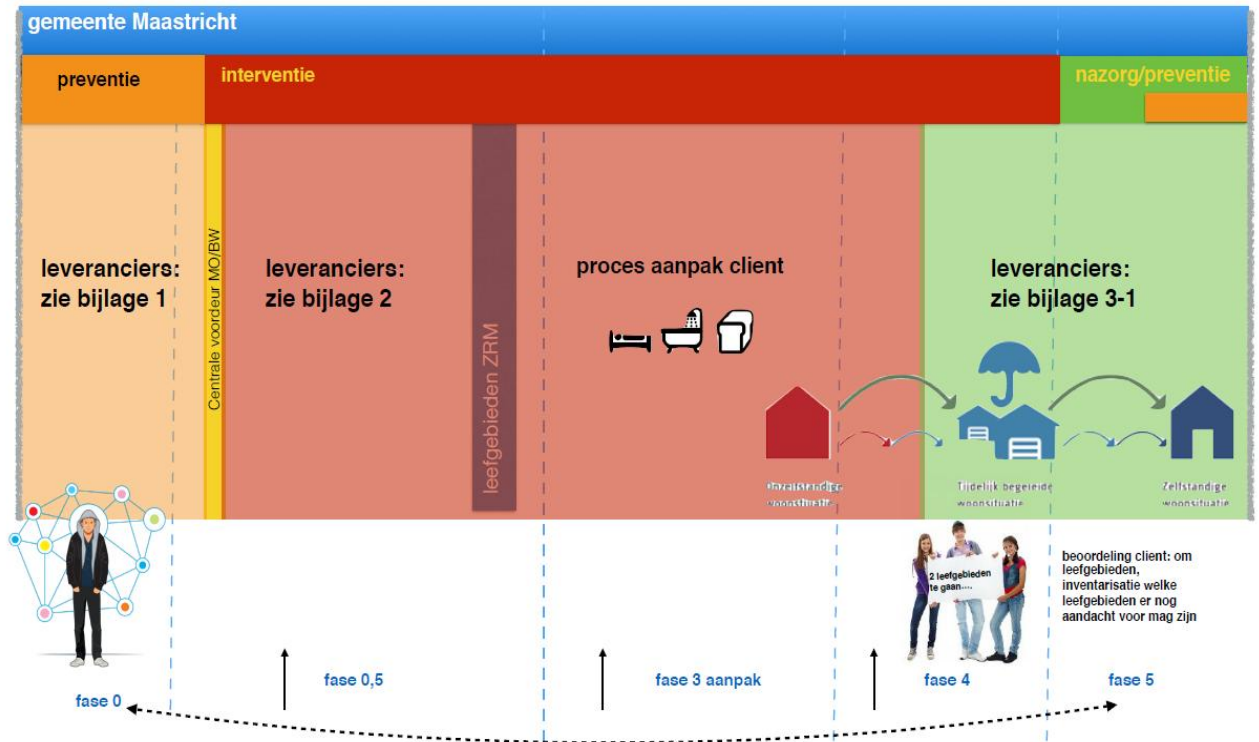 gemeente Maastricht
preventie
interventie
nazorg/preventie
leveranciers:
zie bijlage 1
Centrale voordeur MO/BW
leveranciers:
zie bijlage 2
leefgebieden ZRM
proces aanpak client
leveranciers:
zie bijlage 3-1
Onzelfstandige
woonsituatie
Tijdelijk begeleide
woonsituatie
Zelfstandige
woonsituatie
2 leefgebieden
te gaan....
beoordeling client: om
leefgebieden,
inventarisatie welke
leefgebieden er nog
aandacht voor mag zijn
fase 0
fase 0,5
fase 3 aanpak
fase 4
fase 5